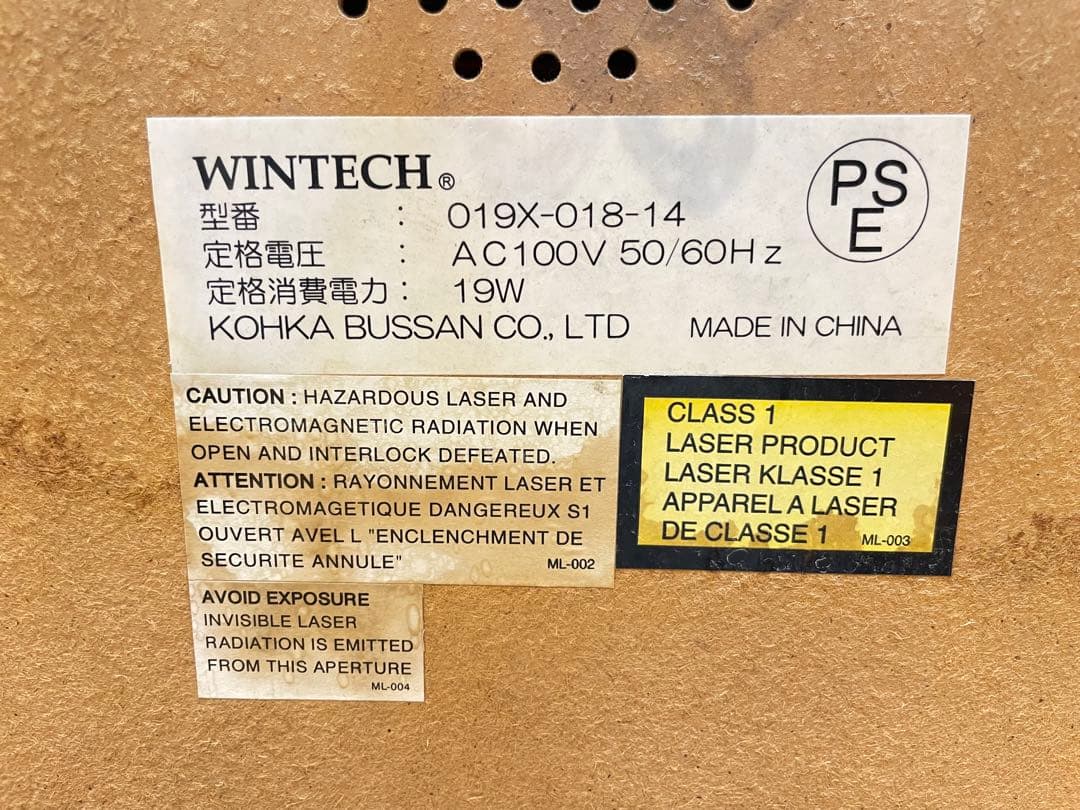 WINTECH®
型番 : 019X-018-14
定格電圧 : AC100V 50/60Hz
定格消費電力 : 19W
KOHKA BUSSAN CO., LTD MADE IN CHINA
PS
E
CAUTION : HAZARDOUS LASER AND
ELECTROMAGNETIC RADIATION WHEN
OPEN AND INTERLOCK DEFEATED.
ATTENTION : RAYONNEMENT LASER ET
ELECTROMAGETIQUE DANGEREUX S1
OUVERT AVEL L "ENCLENCHMENT DE
SECURITE ANNULE"
ML-002
CLASS 1
LASER PRODUCT
LASER KLASSE 1
APPAREL A LASER
DE CLASSE 1
ML-003
AVOID EXPOSURE
INVISIBLE LASER
RADIATION IS EMITTED
FROM THIS APERTURE
ML-004